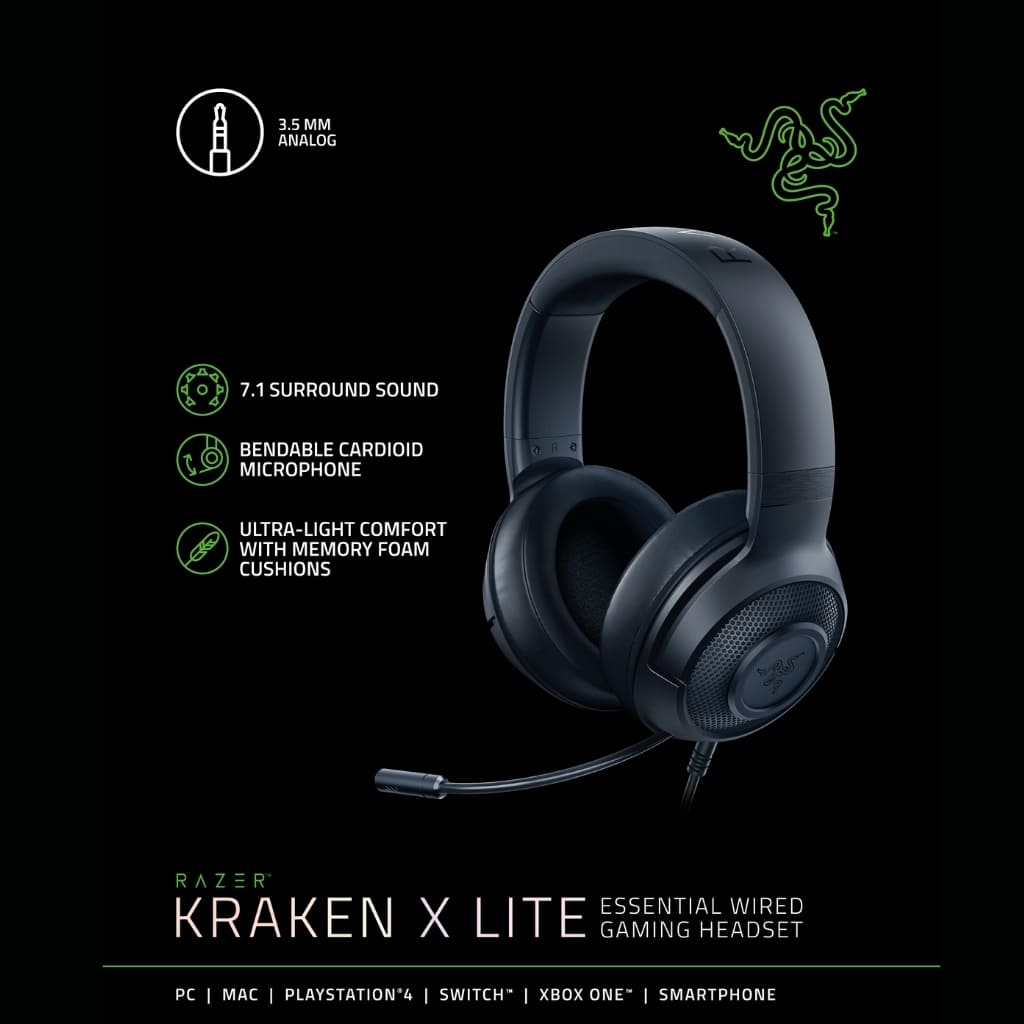 3.5 MM
ANALOG
7.1 SURROUND SOUND
BENDABLE CARDIOID
MICROPHONE
ULTRA-LIGHT COMFORT
WITH MEMORY FOAM
CUSHIONS
RAZER™
KRAKEN X LITE
ESSENTIAL WIRED
GAMING HEADSET
PC | MAC | PLAYSTATION®4 | SWITCH™ | XBOX ONE™ | SMARTPHONE